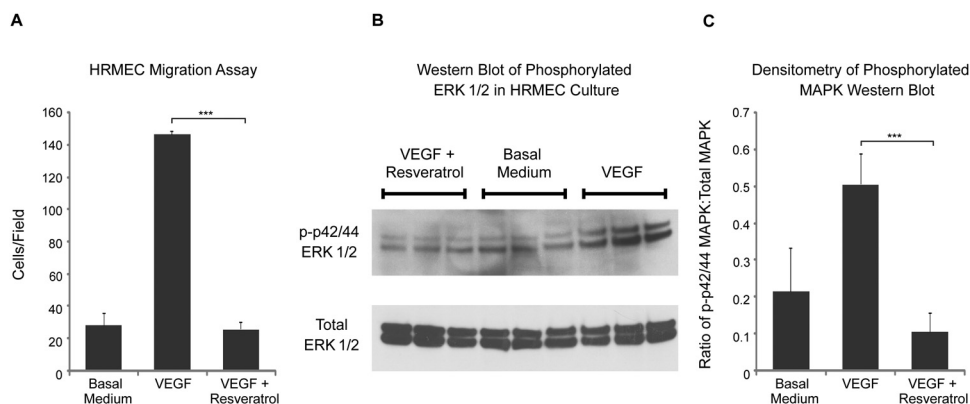 A
HRMEC Migration Assay
Cells/Field
160
140
120
100
80
60
40
20
0
***
Basal
Medium
VEGF
VEGF +
Resveratrol
B
Western Blot of Phosphorylated
ERK 1/2 in HRMEC Culture
VEGF +
Resveratrol
Basal
Medium
VEGF
p-p42/44
ERK 1/2
Total
ERK 1/2
C
Densitometry of Phosphorylated
MAPK Western Blot
Ratio of p-p42/44 MAPK:Total MAPK
0.7
0.6
0.5
0.4
0.3
0.2
0.1
0
***
Basal
Medium
VEGF
VEGF +
Resveratrol